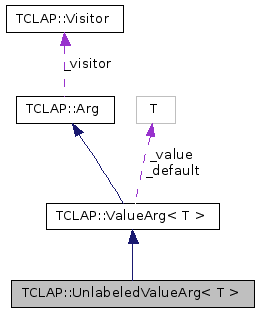 TCLAP::Visitor
_visitor
TCLAP::Arg
T
_value
_default
TCLAP::ValueArg< T >
TCLAP::UnlabeledValueArg< T >